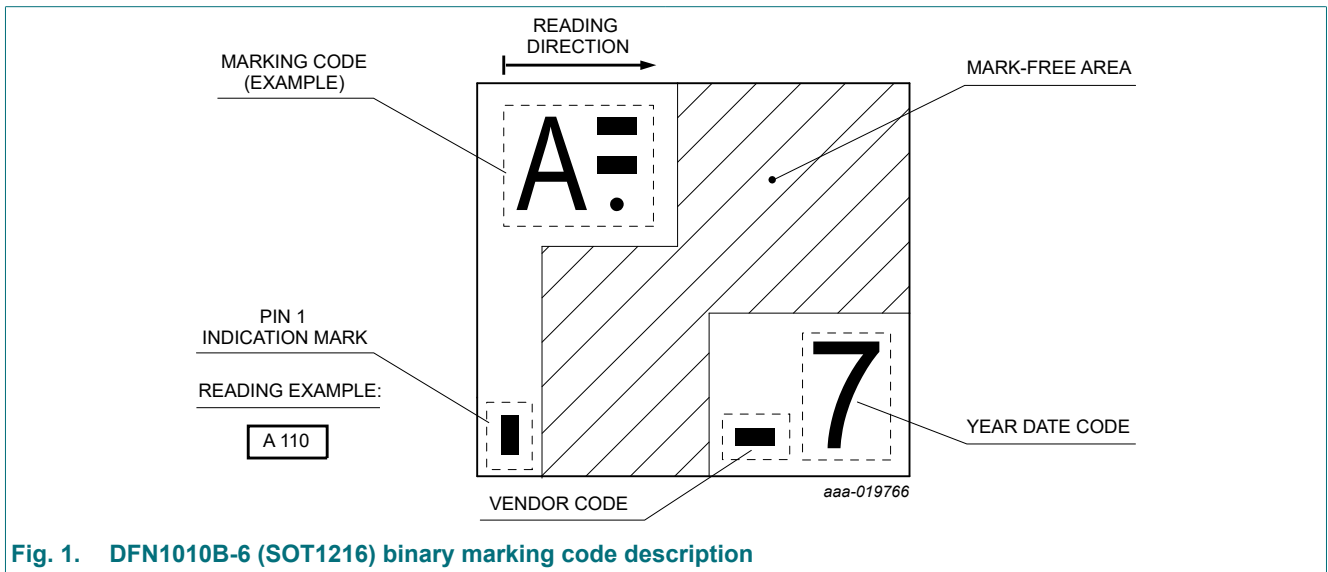 READING
DIRECTION
MARKING CODE
(EXAMPLE)
MARK-FREE AREA
A
PIN 1
INDICATION MARK
READING EXAMPLE:
A 110
7
YEAR DATE CODE
VENDOR CODE
aaa-019766
Fig. 1. DFN1010B-6 (SOT1216) binary marking code description